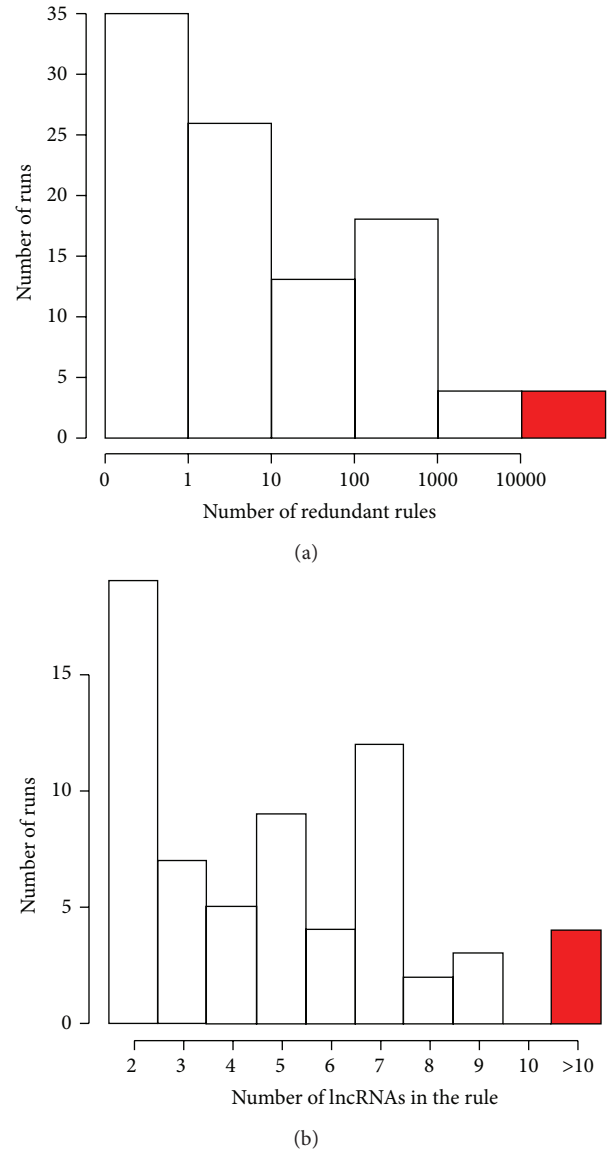 35
30
25
20
15
10
5
0
Number of runs
0 1 10 100 1000 10000
Number of redundant rules
(a)
15
10
5
0
Number of runs
2 3 4 5 6 7 8 9 10 >10
Number of lncRNAs in the rule
(b)